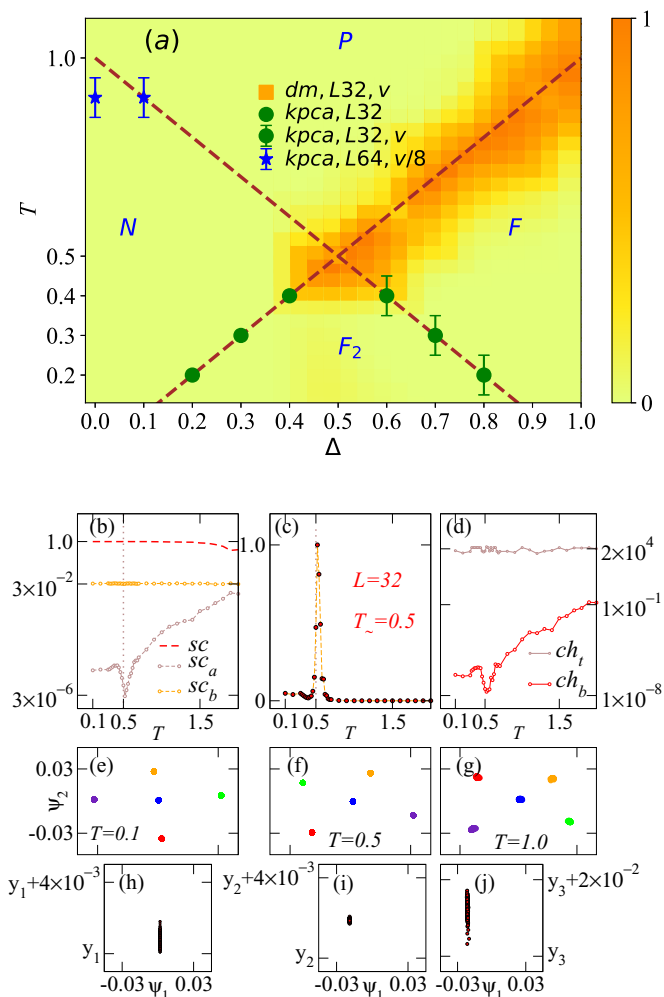 (a)
P
dm, L32, v
kpca, L32
kpca, L32, v
kpca, L64, v/8
N
F
F₂
T
1.0
0.5
0.4
0.3
0.2
0.0 0.1 0.2 0.3 0.4 0.5 0.6 0.7 0.8 0.9 1.0
Δ
1
0
(b)
1.0
3×10⁻²
3×10⁻⁶
sc
sc_a
sc_b
0.1 0.5 1.5
T
(c)
1.0
0
L=32
T~=0.5
0.1 0.5 1.5
T
(d)
2×10⁴
1×10⁻¹
1×10⁻⁸
ch_t
ch_b
0.1 0.5 1.5
T
(e)
0.03
-0.03
ψ₂
T=0.1
(f)
T=0.5
(g)
T=1.0
(h)
y₁+4×10⁻³
y₁
-0.03 ψ₁ 0.03
(i)
y₂+4×10⁻³
y₂
-0.03 ψ₁ 0.03
(j)
y₃+2×10⁻²
y₃
-0.03 ψ₁ 0.03